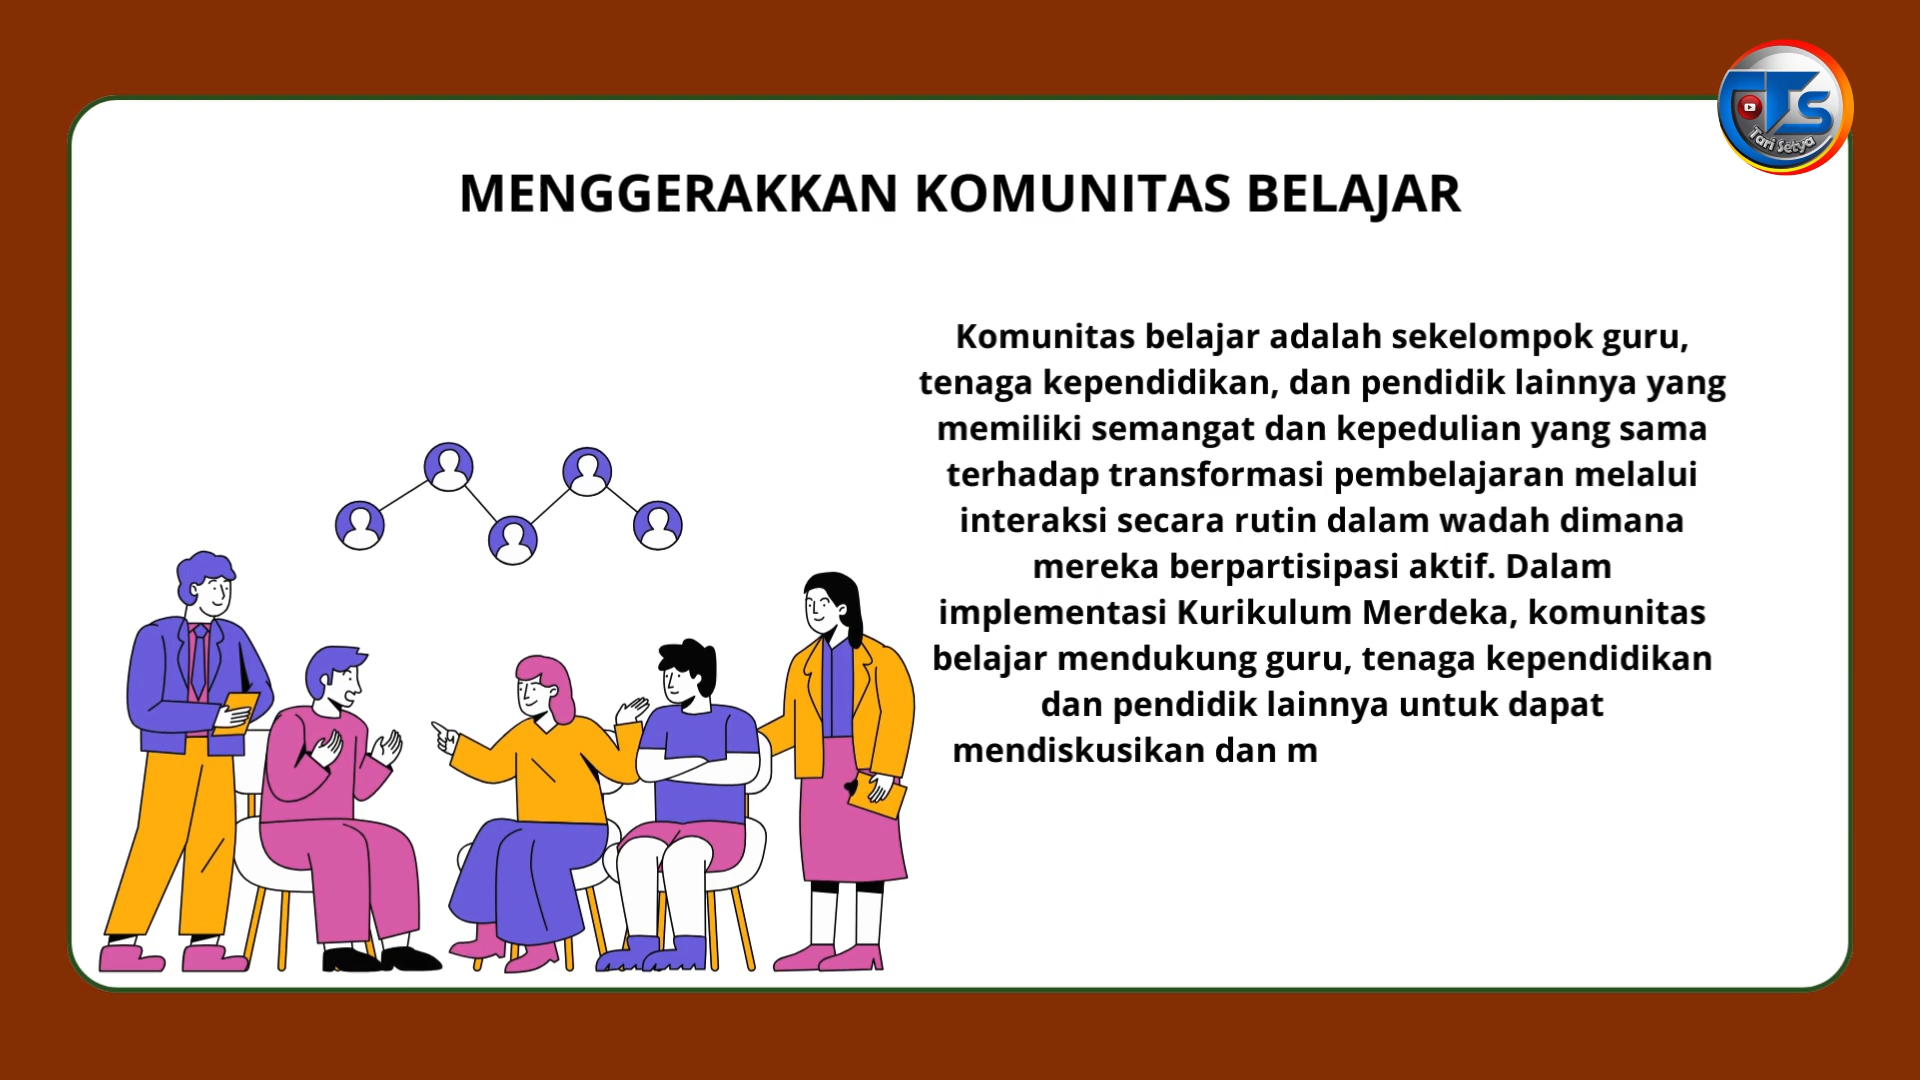 MENGGERAKKAN KOMUNITAS BELAJAR
Komunitas belajar adalah sekelompok guru,
tenaga kependidikan, dan pendidik lainnya yang
memiliki semangat dan kepedulian yang sama
terhadap transformasi pembelajaran melalui
interaksi secara rutin dalam wadah dimana
mereka berpartisipasi aktif. Dalam
implementasi Kurikulum Merdeka, komunitas
belajar mendukung guru, tenaga kependidikan
dan pendidik lainnya untuk dapat
mendiskusikan dan m
TS
Tari Setya